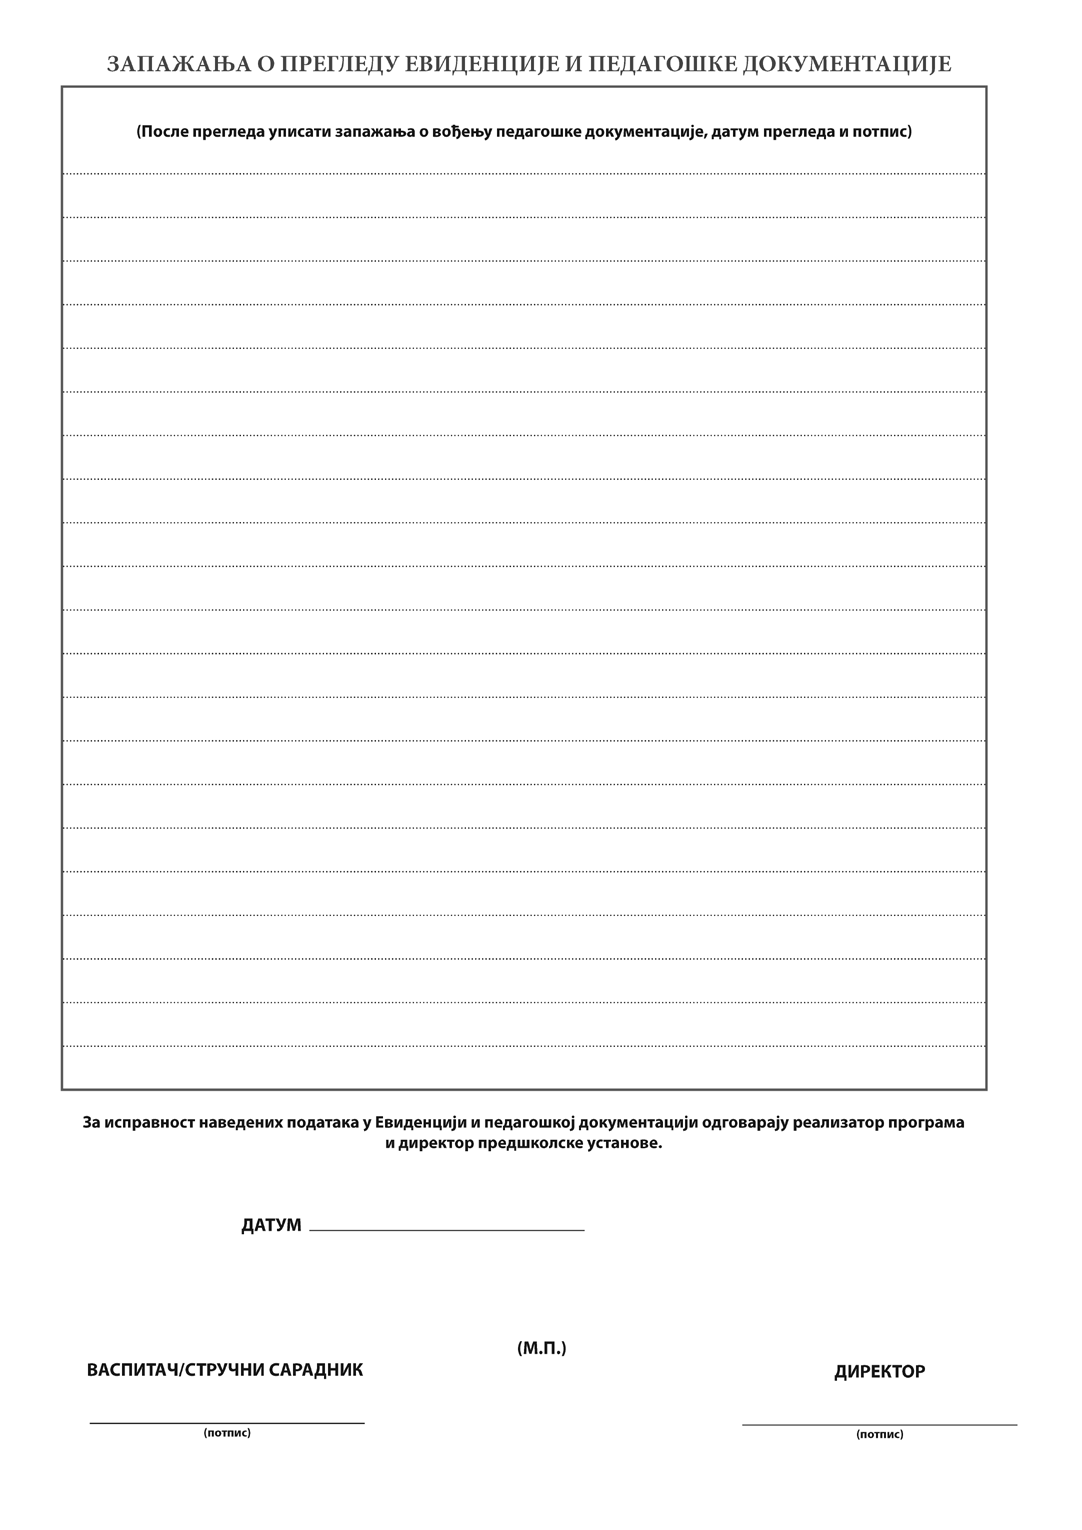 ЗАПАЖАЊА О ПРЕГЛЕДУ ЕВИДЕНЦИЈЕ И ПЕДАГОШКЕ ДОКУМЕНТАЦИЈЕ
(После прегледа уписати запажања о вођењу педагошке документације, датум прегледа и потпис)
За исправност наведених података у Евиденцији и педагошкој документацији одговарају реализатор програма
и директор предшколске установе.
ДАТУМ
(М.П.)
ВАСПИТАЧ/СТРУЧНИ САРАДНИК
ДИРЕКТОР
(потпис)
(потпис)